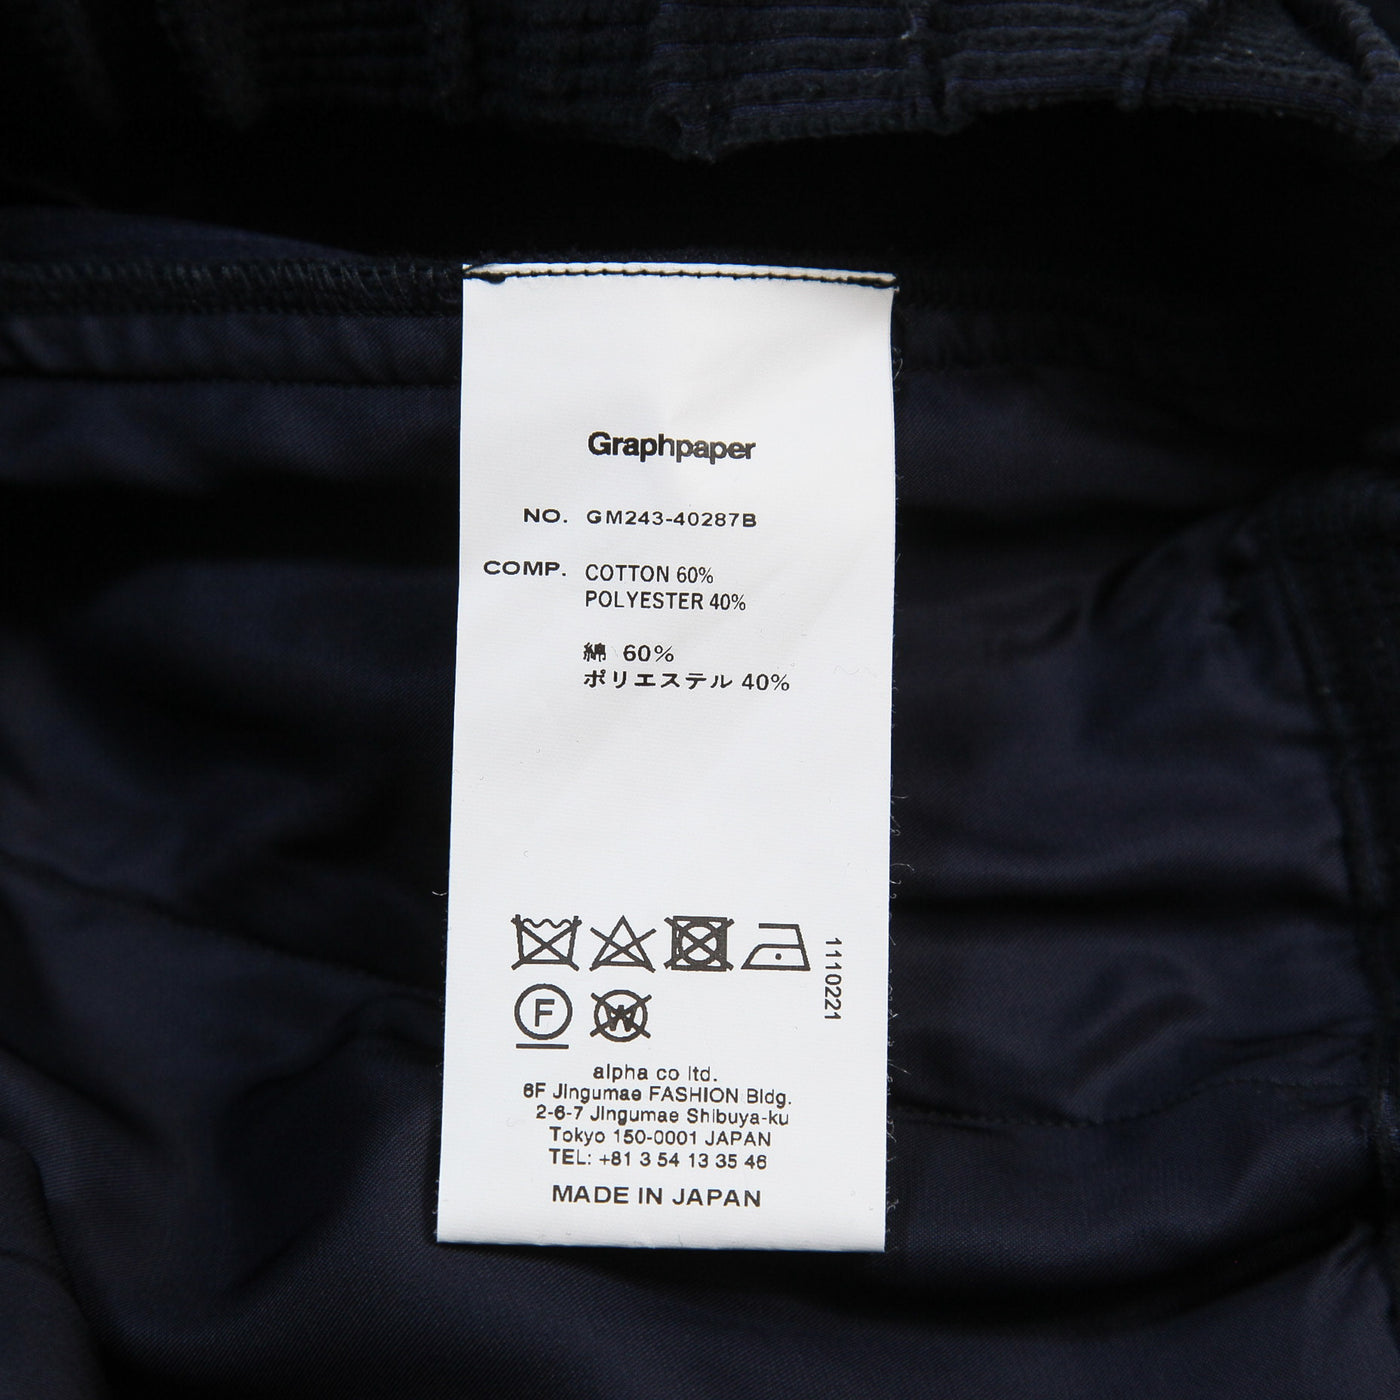 Graphpaper
NO. GM243-40287B
COMP. COTTON 60%
POLYESTER 40%
綿 60%
ポリエステル 40%
1110221
F
W
alpha co ltd.
6F Jingumae FASHION Bldg.
2-6-7 Jingumae Shibuya-ku
Tokyo 150-0001 JAPAN
TEL: +81 3 54 13 35 46
MADE IN JAPAN